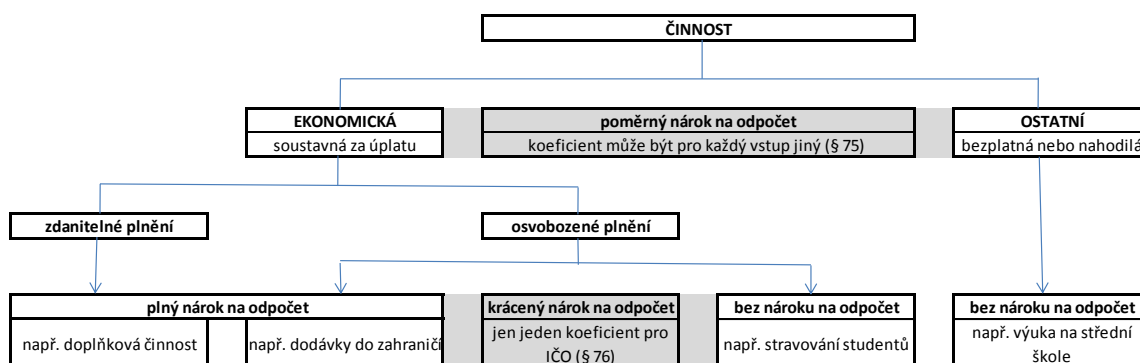 ČINNOST
EKONOMICKÁ
soustavná za úplatu
poměrný nárok na odpočet
koeficient může být pro každý vstup jiný (§ 75)
OSTATNÍ
bezplatná nebo nahodilá
zdanitelné plnění
osvobozené plnění
plný nárok na odpočet
např. doplňková činnost
např. dodávky do zahraničí
krácený nárok na odpočet
jen jeden koeficient pro
IČO (§ 76)
bez nároku na odpočet
např. stravování studentů
bez nároku na odpočet
např. výuka na střední
škole